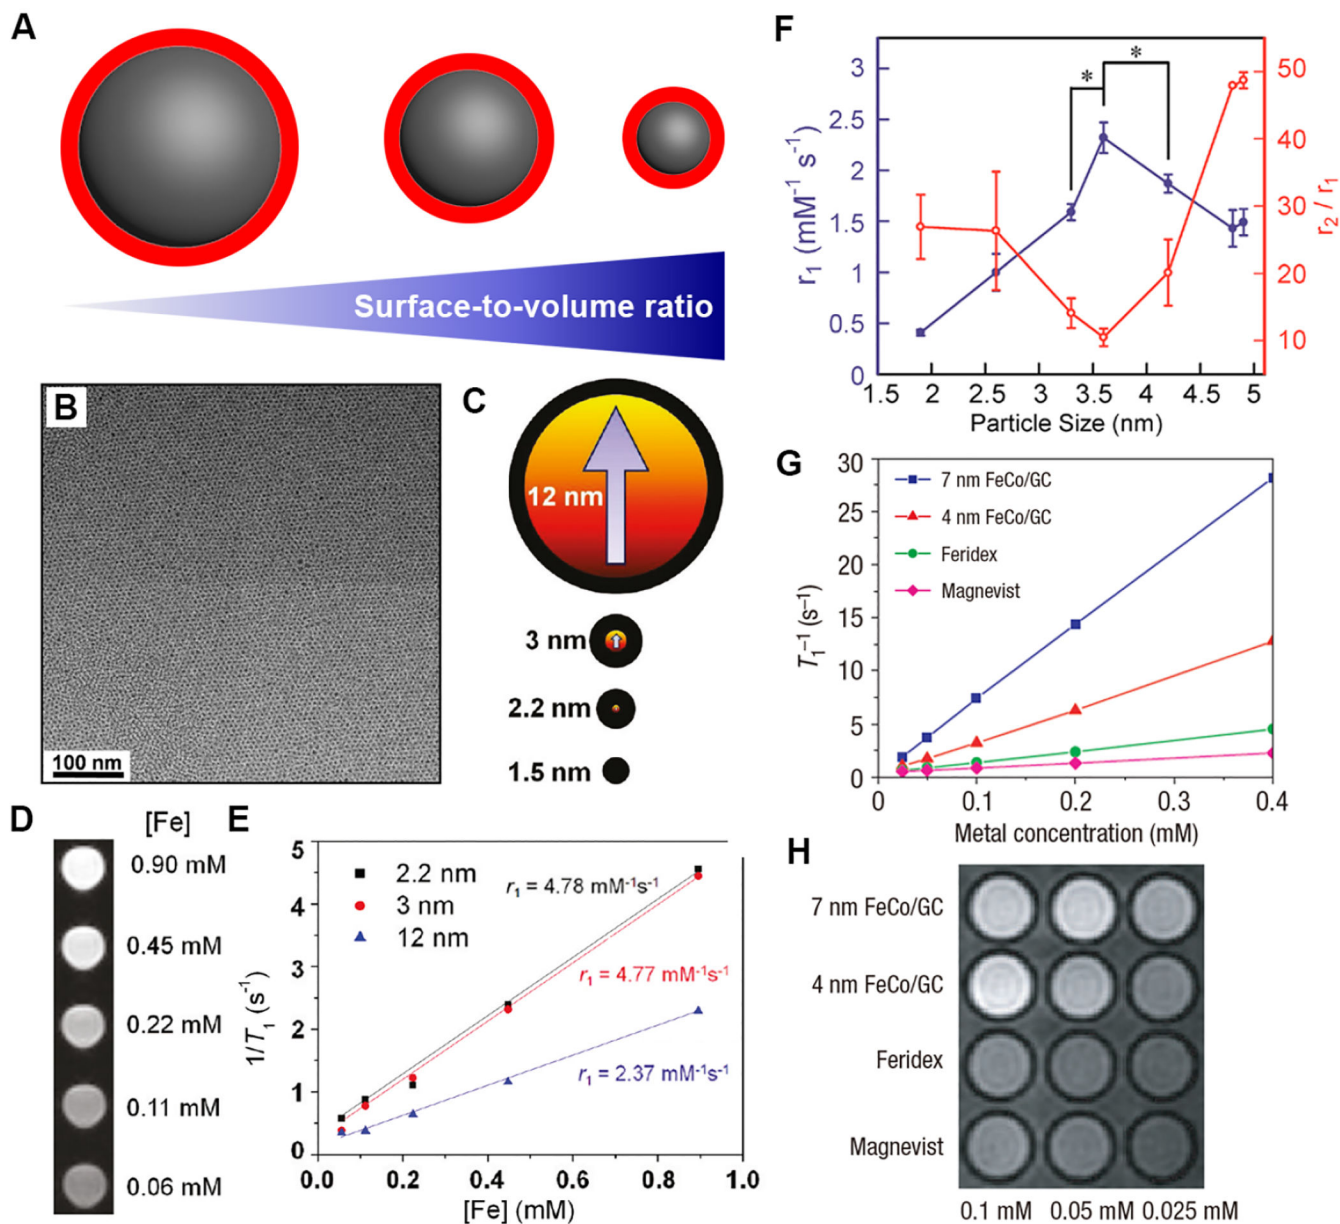 A
Surface-to-volume ratio
B
100 nm
C
12 nm
3 nm
2.2 nm
1.5 nm
D
[Fe]
0.90 mM
0.45 mM
0.22 mM
0.11 mM
0.06 mM
E
5
4
3
2
1
0
1/T₁ (s⁻¹)
2.2 nm
3 nm
12 nm
r₁ = 4.78 mM⁻¹s⁻¹
r₁ = 4.77 mM⁻¹s⁻¹
r₁ = 2.37 mM⁻¹s⁻¹
0.0 0.2 0.4 0.6 0.8 1.0
[Fe] (mM)
F
3
2.5
2
1.5
1
0.5
0
r₁ (mM⁻¹ s⁻¹)
* *
50
40
30
20
10
r₂ / r₁
1.5 2 2.5 3 3.5 4 4.5 5
Particle Size (nm)
G
30
25
20
15
10
5
0
T₁⁻¹ (s⁻¹)
7 nm FeCo/GC
4 nm FeCo/GC
Feridex
Magnevist
0 0.1 0.2 0.3 0.4
Metal concentration (mM)
H
7 nm FeCo/GC
4 nm FeCo/GC
Feridex
Magnevist
0.1 mM 0.05 mM 0.025 mM